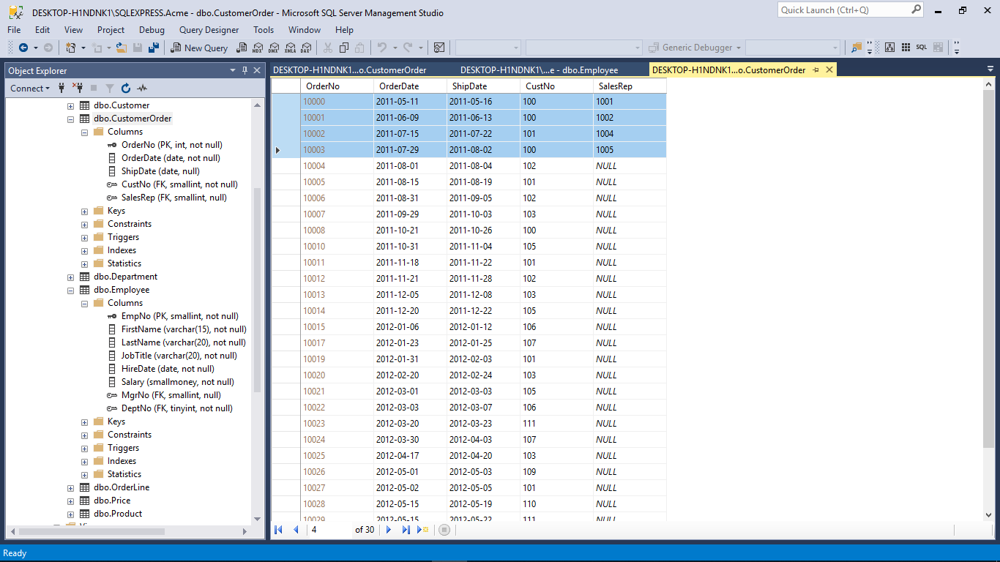 DESKTOP-H1NDNK1\SQLEXPRESS.Acme - dbo.CustomerOrder - Microsoft SQL Server Management Studio
Quick Launch (Ctrl+Q)
File Edit View Project Debug Query Designer Tools Window Help
New Query MDX DMX XMLA DAX Generic Debugger SQL
Object Explorer
Connect
dbo.Customer
dbo.CustomerOrder
Columns
OrderNo (PK, int, not null)
OrderDate (date, not null)
ShipDate (date, null)
CustNo (FK, smallint, not null)
SalesRep (FK, smallint, null)
Keys
Constraints
Triggers
Indexes
Statistics
dbo.Department
dbo.Employee
Columns
EmpNo (PK, smallint, not null)
FirstName (varchar(15), not null)
LastName (varchar(20), not null)
JobTitle (varchar(20), not null)
HireDate (date, not null)
Salary (smallmoney, not null)
MgrNo (FK, smallint, null)
DeptNo (FK, tinyint, not null)
Keys
Constraints
Triggers
Indexes
Statistics
dbo.OrderLine
dbo.Price
dbo.Product
DESKTOP-H1NDNK1...o.CustomerOrder DESKTOP-H1NDNK1\...e - dbo.Employee DESKTOP-H1NDNK1...o.CustomerOrder
OrderNo OrderDate ShipDate CustNo SalesRep
10000 2011-05-11 2011-05-16 100 1001
10001 2011-06-09 2011-06-13 100 1002
10002 2011-07-15 2011-07-22 101 1004
10003 2011-07-29 2011-08-02 100 1005
10004 2011-08-01 2011-08-04 102 NULL
10005 2011-08-15 2011-08-19 101 NULL
10006 2011-08-31 2011-09-05 102 NULL
10007 2011-09-29 2011-10-03 103 NULL
10008 2011-10-21 2011-10-26 100 NULL
10010 2011-10-31 2011-11-04 105 NULL
10011 2011-11-18 2011-11-22 101 NULL
10012 2011-11-21 2011-11-28 102 NULL
10013 2011-12-05 2011-12-08 103 NULL
10014 2011-12-20 2011-12-22 105 NULL
10015 2012-01-06 2012-01-12 106 NULL
10017 2012-01-23 2012-01-25 107 NULL
10019 2012-01-31 2012-02-03 101 NULL
10020 2012-02-20 2012-02-24 103 NULL
10021 2012-03-01 2012-03-03 105 NULL
10022 2012-03-03 2012-03-07 106 NULL
10023 2012-03-20 2012-03-23 111 NULL
10024 2012-03-30 2012-04-03 107 NULL
10025 2012-04-17 2012-04-20 103 NULL
10026 2012-05-01 2012-05-03 109 NULL
10027 2012-05-02 2012-05-05 101 NULL
10028 2012-05-15 2012-05-19 110 NULL
10029 2012-05-15 2012-05-22 111 NULL
4 of 30
Ready